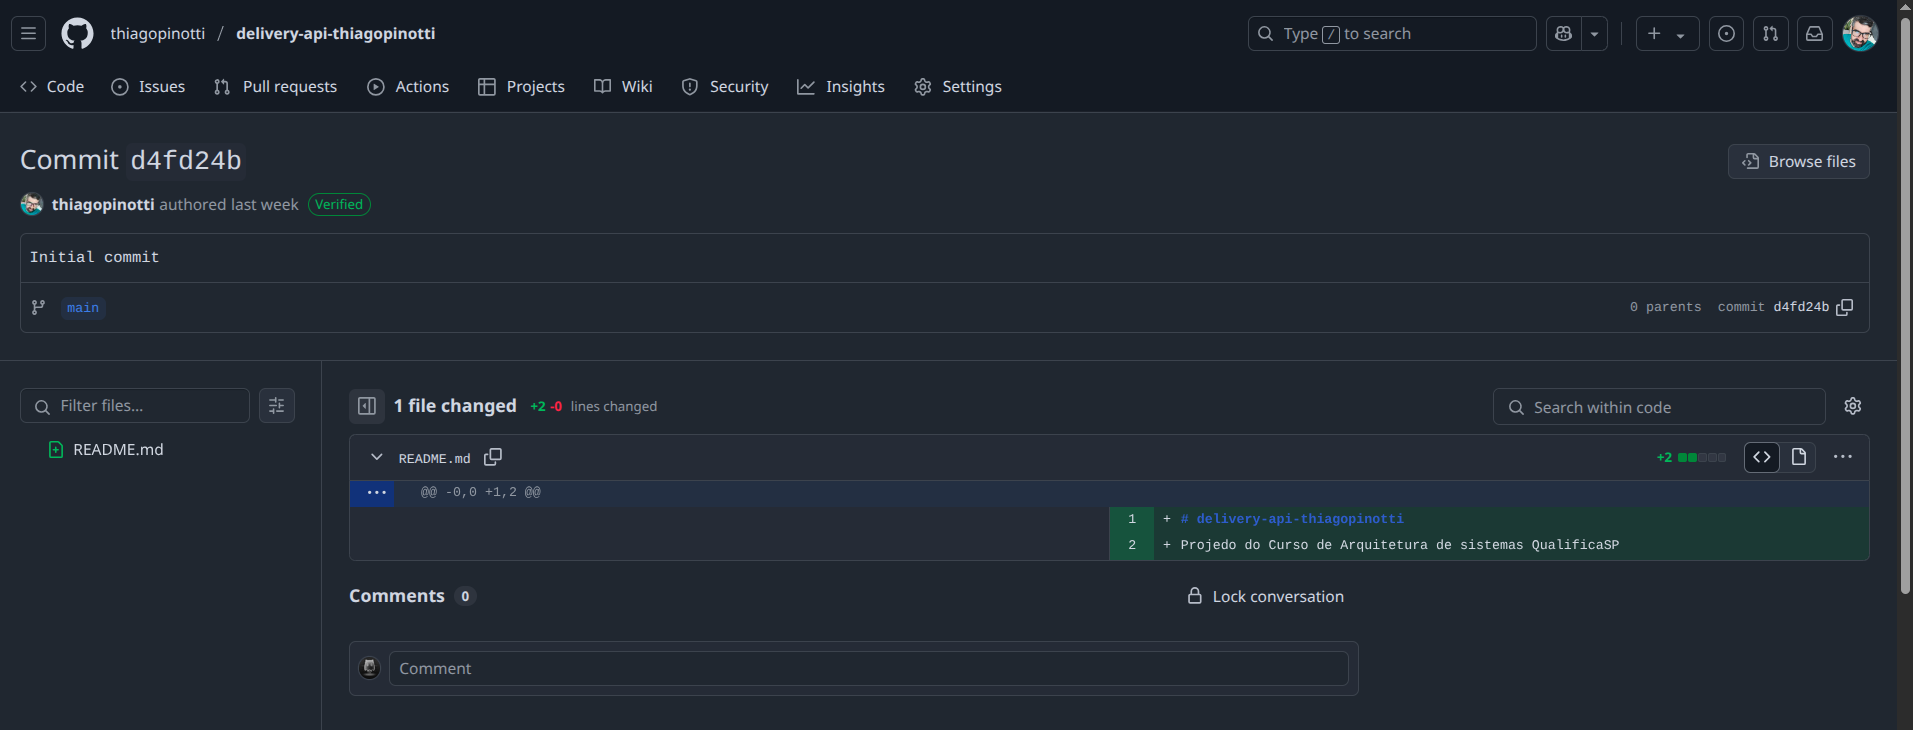 thiagopinotti / delivery-api-thiagopinotti
Type / to search
Code Issues Pull requests Actions Projects Wiki Security Insights Settings
Commit d4fd24b
Browse files
thiagopinotti authored last week Verified
Initial commit
main
0 parents commit d4fd24b
Filter files...
1 file changed +2 -0 lines changed
Search within code
README.md
README.md
+2
@@ -0,0 +1,2 @@
1 + # delivery-api-thiagopinotti
2 + Projedo do Curso de Arquitetura de sistemas QualificaSP
Comments 0
Lock conversation
Comment